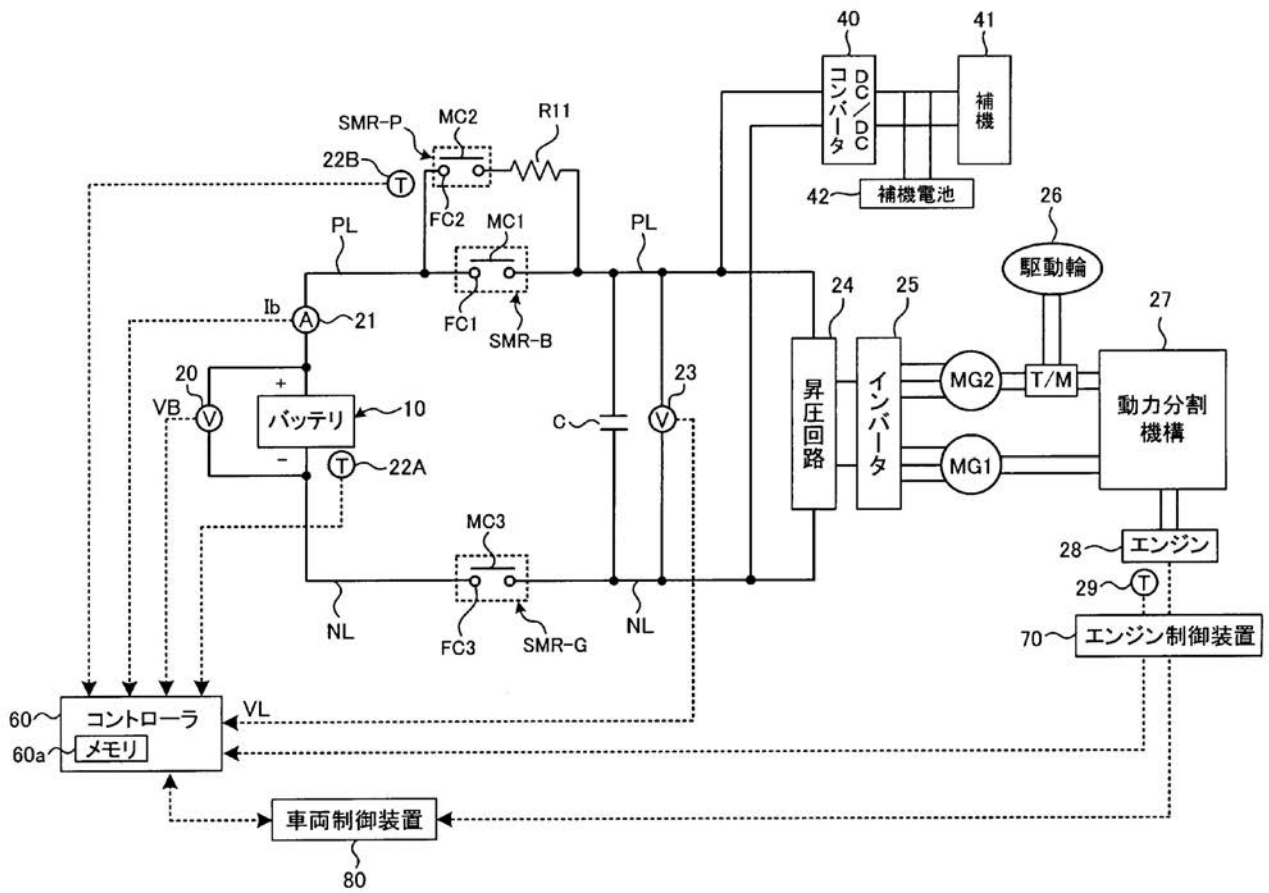 40
41
DC/DC
コンバータ
補機
R11
MC2
SMR-P
22B
T
42
補機電池
FC2
26
PL
MC1
PL
駆動輪
24
25
27
Ib
A
21
FC1
SMR-B
20
VB
V
+
バッテリ
10
−
T
22A
C
23
V
昇圧回路
インバータ
MG2
T/M
動力分割
機構
MG1
MC3
28
エンジン
29
T
NL
FC3
SMR-G
NL
70
エンジン制御装置
60
コントローラ
VL
60a
メモリ
車両制御装置
80